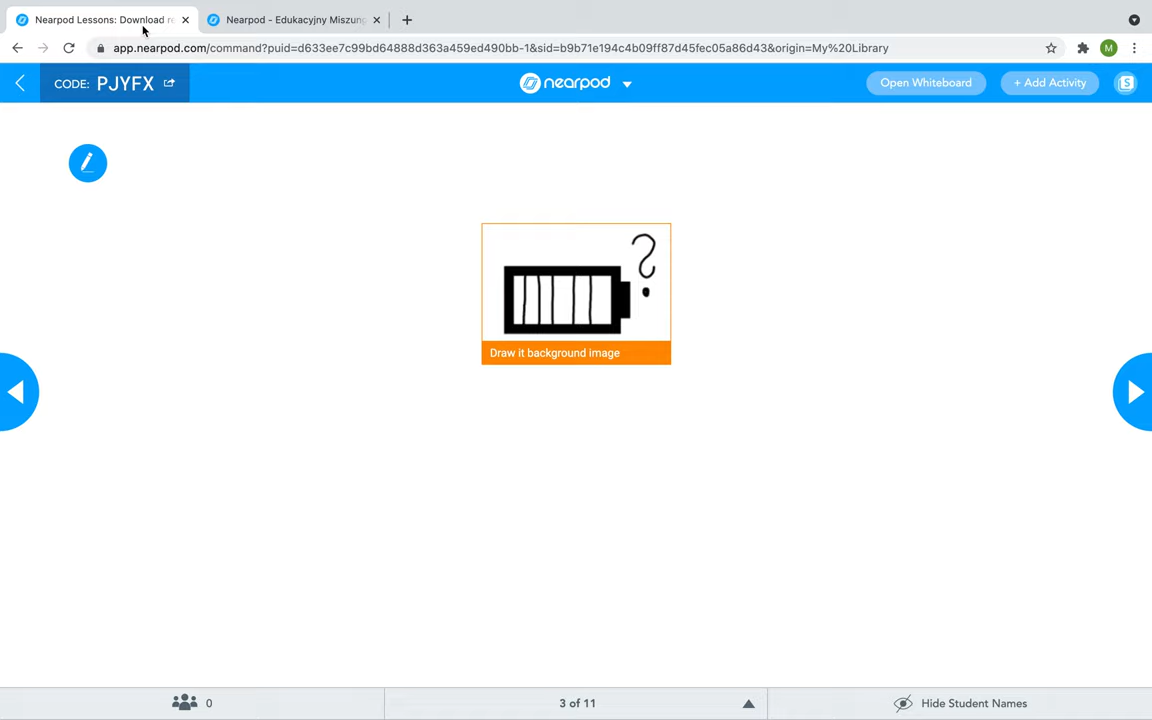 Nearpod Lessons: Download re
Nearpod - Edukacyjny Miszung
app.nearpod.com/command?puid=d633ee7c99bd64888d363a459ed490bb-1&sid=b9b71e194c4b09ff87d45fec05a86d43&origin=My%20Library
M
CODE: PJYFX
nearpod
Open Whiteboard
+ Add Activity
S
?
Draw it background image
0
3 of 11
Hide Student Names